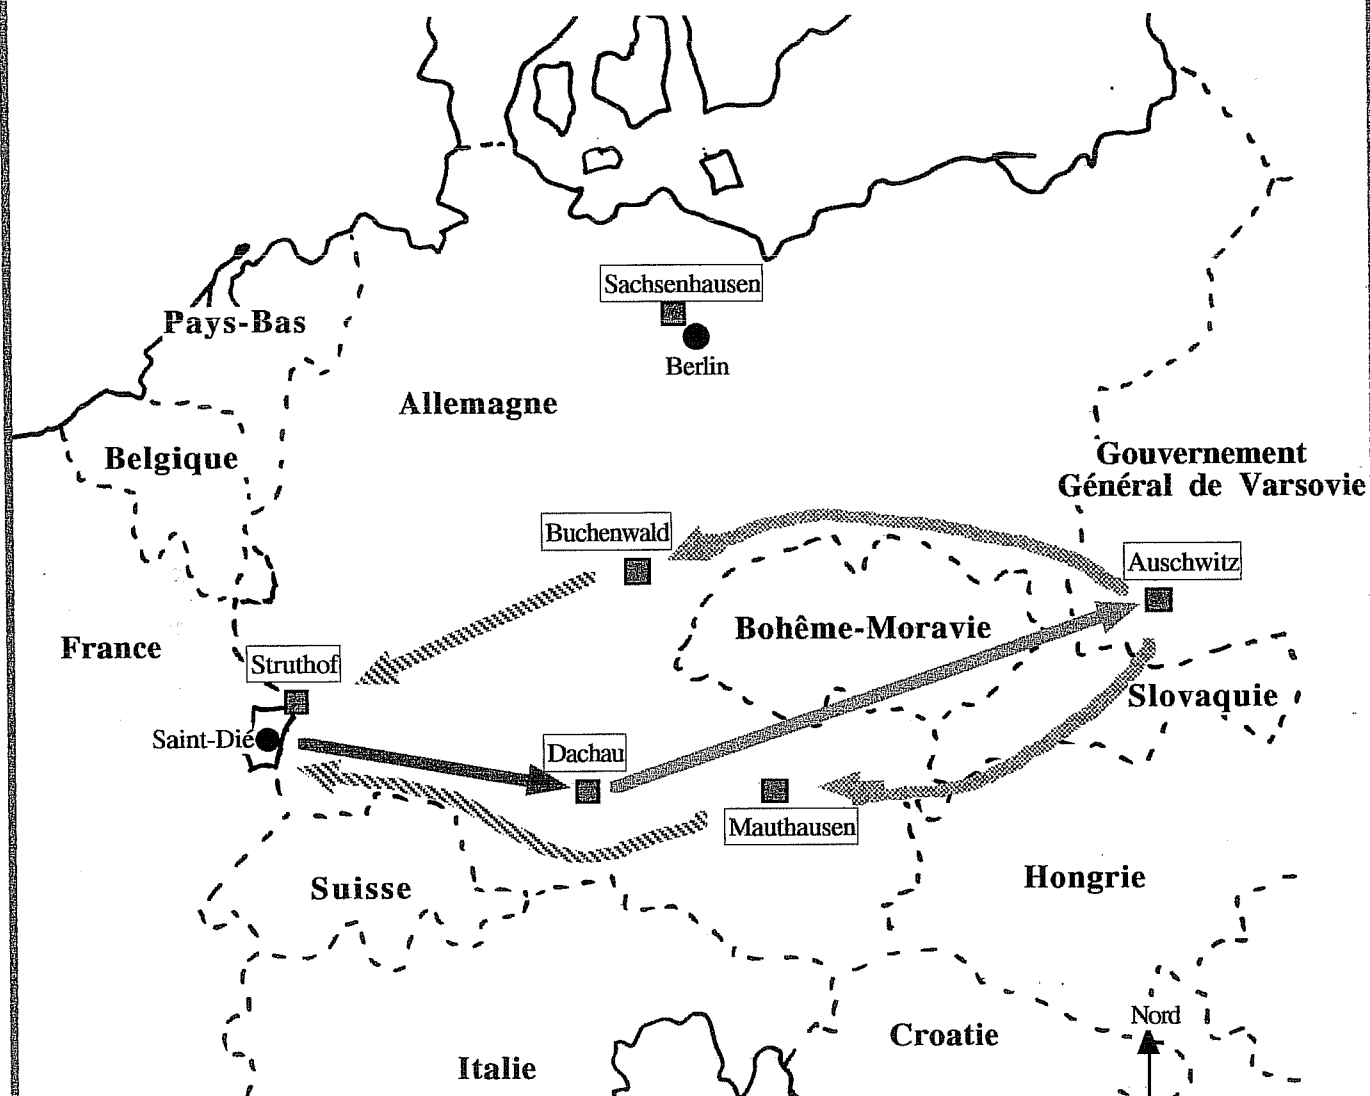 Sachsenhausen
Pays-Bas
Berlin
Allemagne
Belgique
Gouvernement
Général de Varsovie
Buchenwald
Auschwitz
Bohême-Moravie
France
Struthof
Slovaquie
Saint-Dié
Dachau
Mauthausen
Suisse
Hongrie
Nord
Croatie
Italie